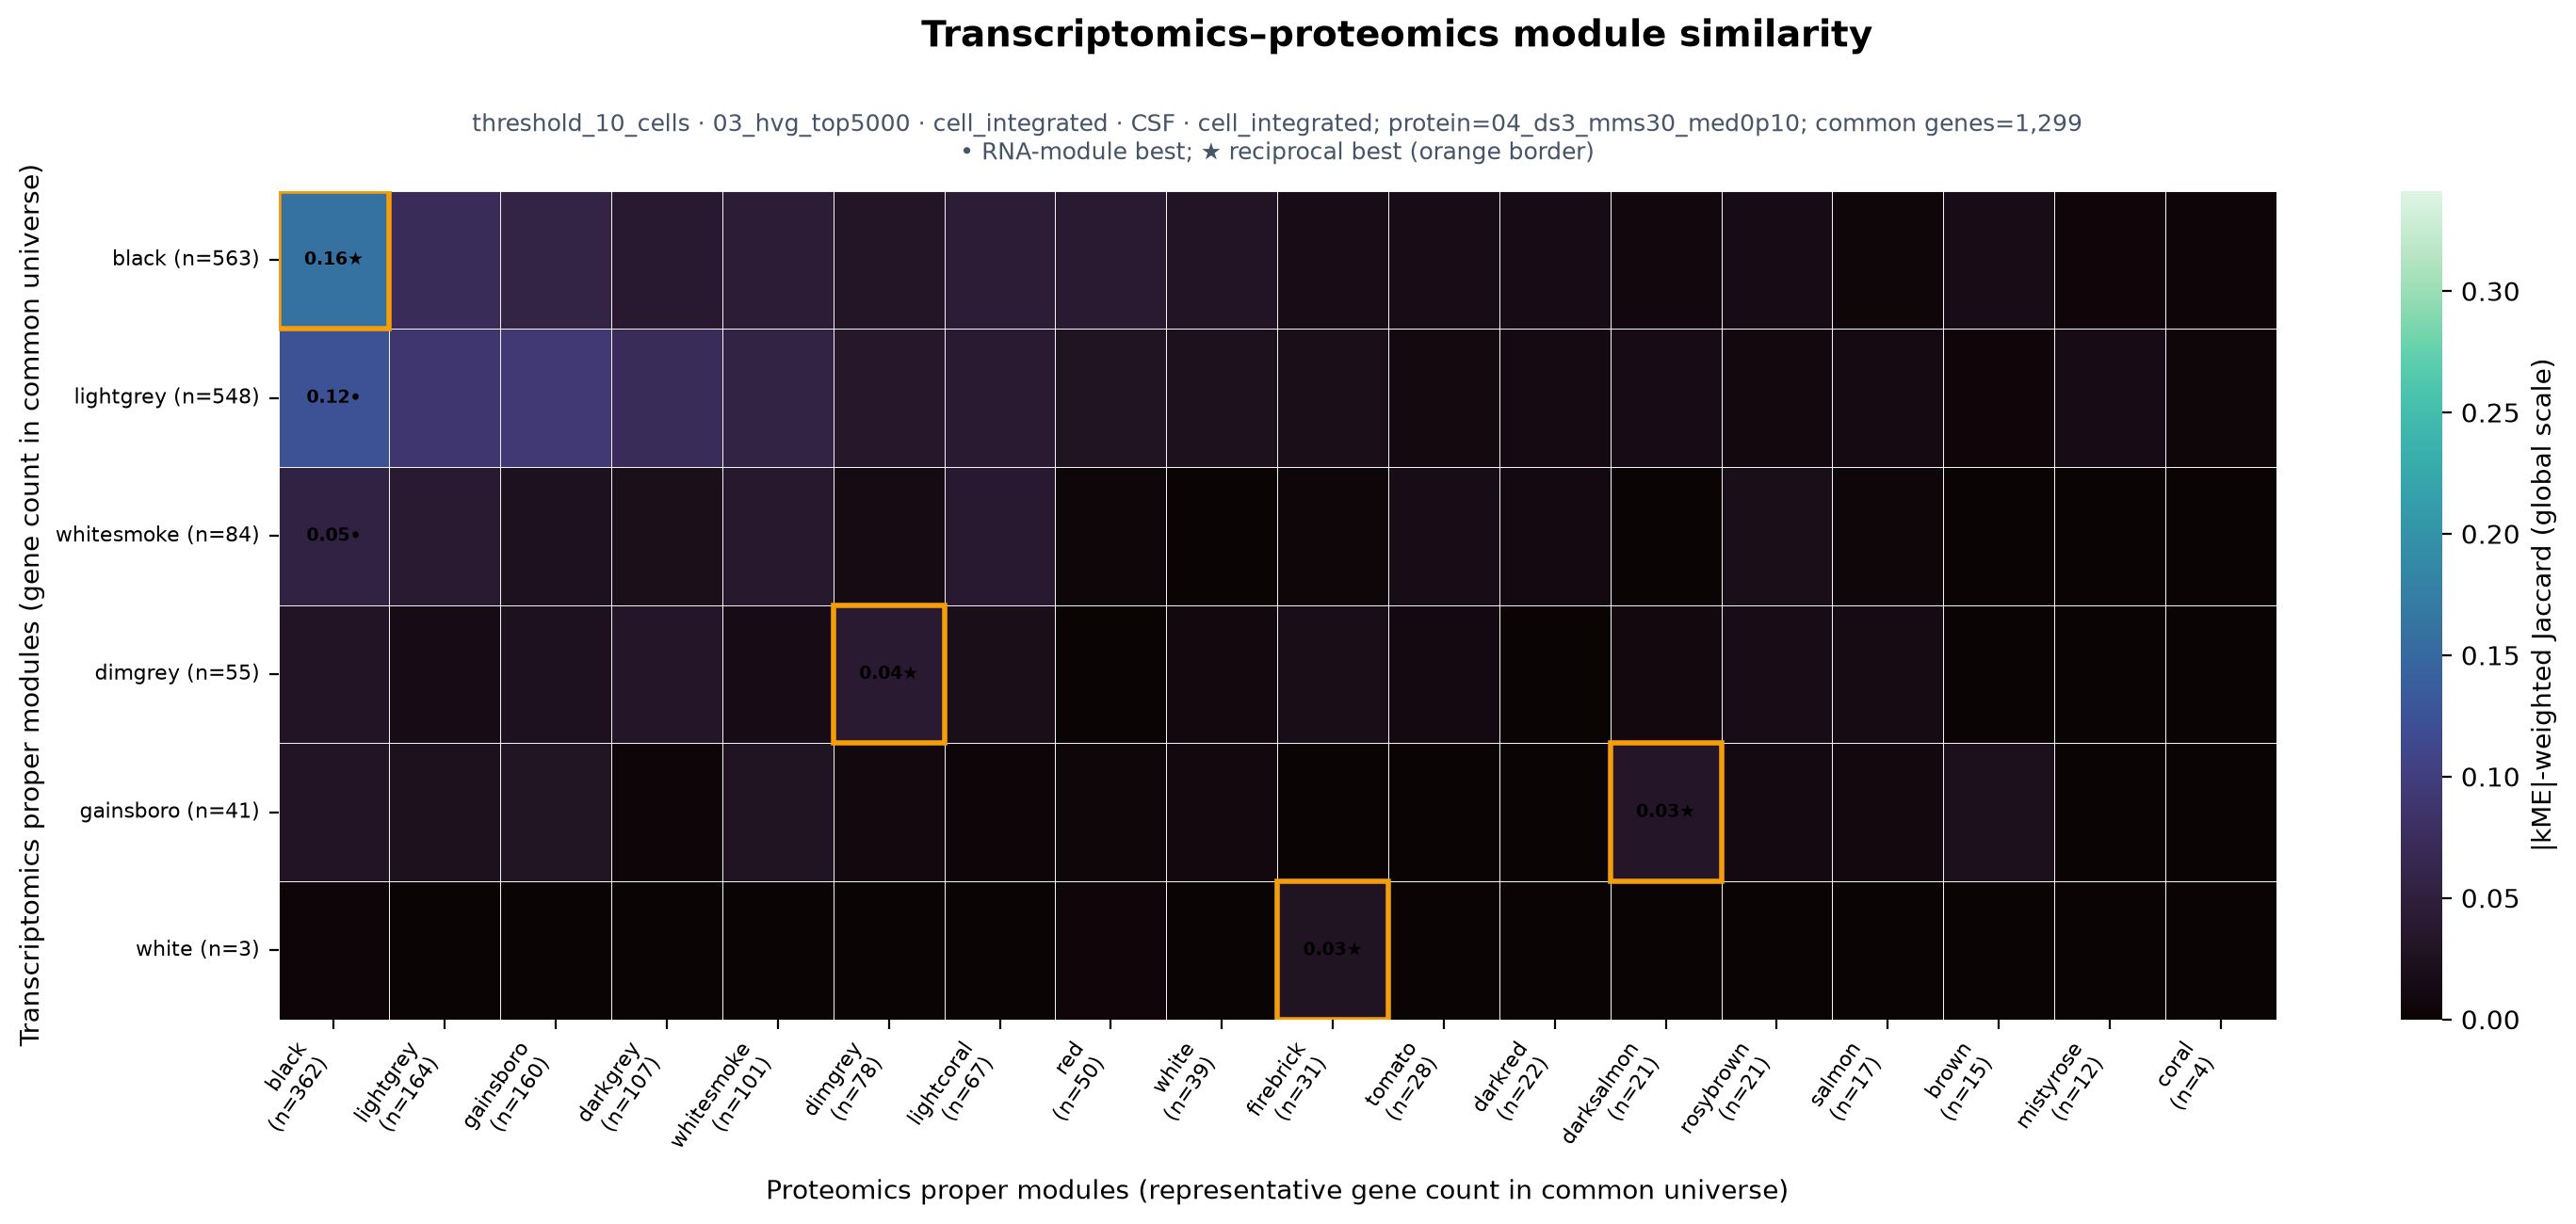 Transcriptomics–proteomics module similarity
threshold_10_cells · 03_hvg_top5000 · cell_integrated · CSF · cell_integrated; protein=04_ds3_mms30_med0p10; common genes=1,299
• RNA-module best; ★ reciprocal best (orange border)
Transcriptomics proper modules (gene count in common universe)
black (n=563)
lightgrey (n=548)
whitesmoke (n=84)
dimgrey (n=55)
gainsboro (n=41)
white (n=3)
0.16★
0.12•
0.05•
0.04★
0.03★
0.03★
black
(n=362)
lightgrey
(n=164)
gainsboro
(n=160)
darkgrey
(n=107)
whitesmoke
(n=101)
dimgrey
(n=78)
lightcoral
(n=67)
red
(n=50)
white
(n=39)
firebrick
(n=31)
tomato
(n=28)
darkred
(n=22)
darksalmon
(n=21)
rosybrown
(n=21)
salmon
(n=17)
brown
(n=15)
mistyrose
(n=12)
coral
(n=4)
Proteomics proper modules (representative gene count in common universe)
0.30
0.25
0.20
0.15
0.10
0.05
0.00
|kME|-weighted Jaccard (global scale)